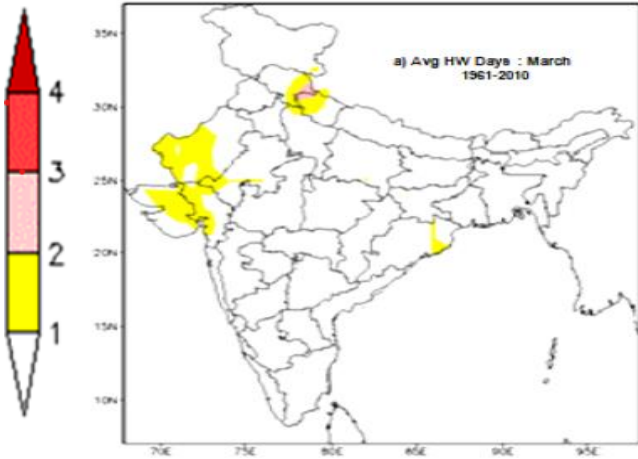 a) Avg HW Days : March
1961-2010
4
3
2
1
35N
30N
25N
20N
15N
10N
70E
75E
80E
85E
90E
95E